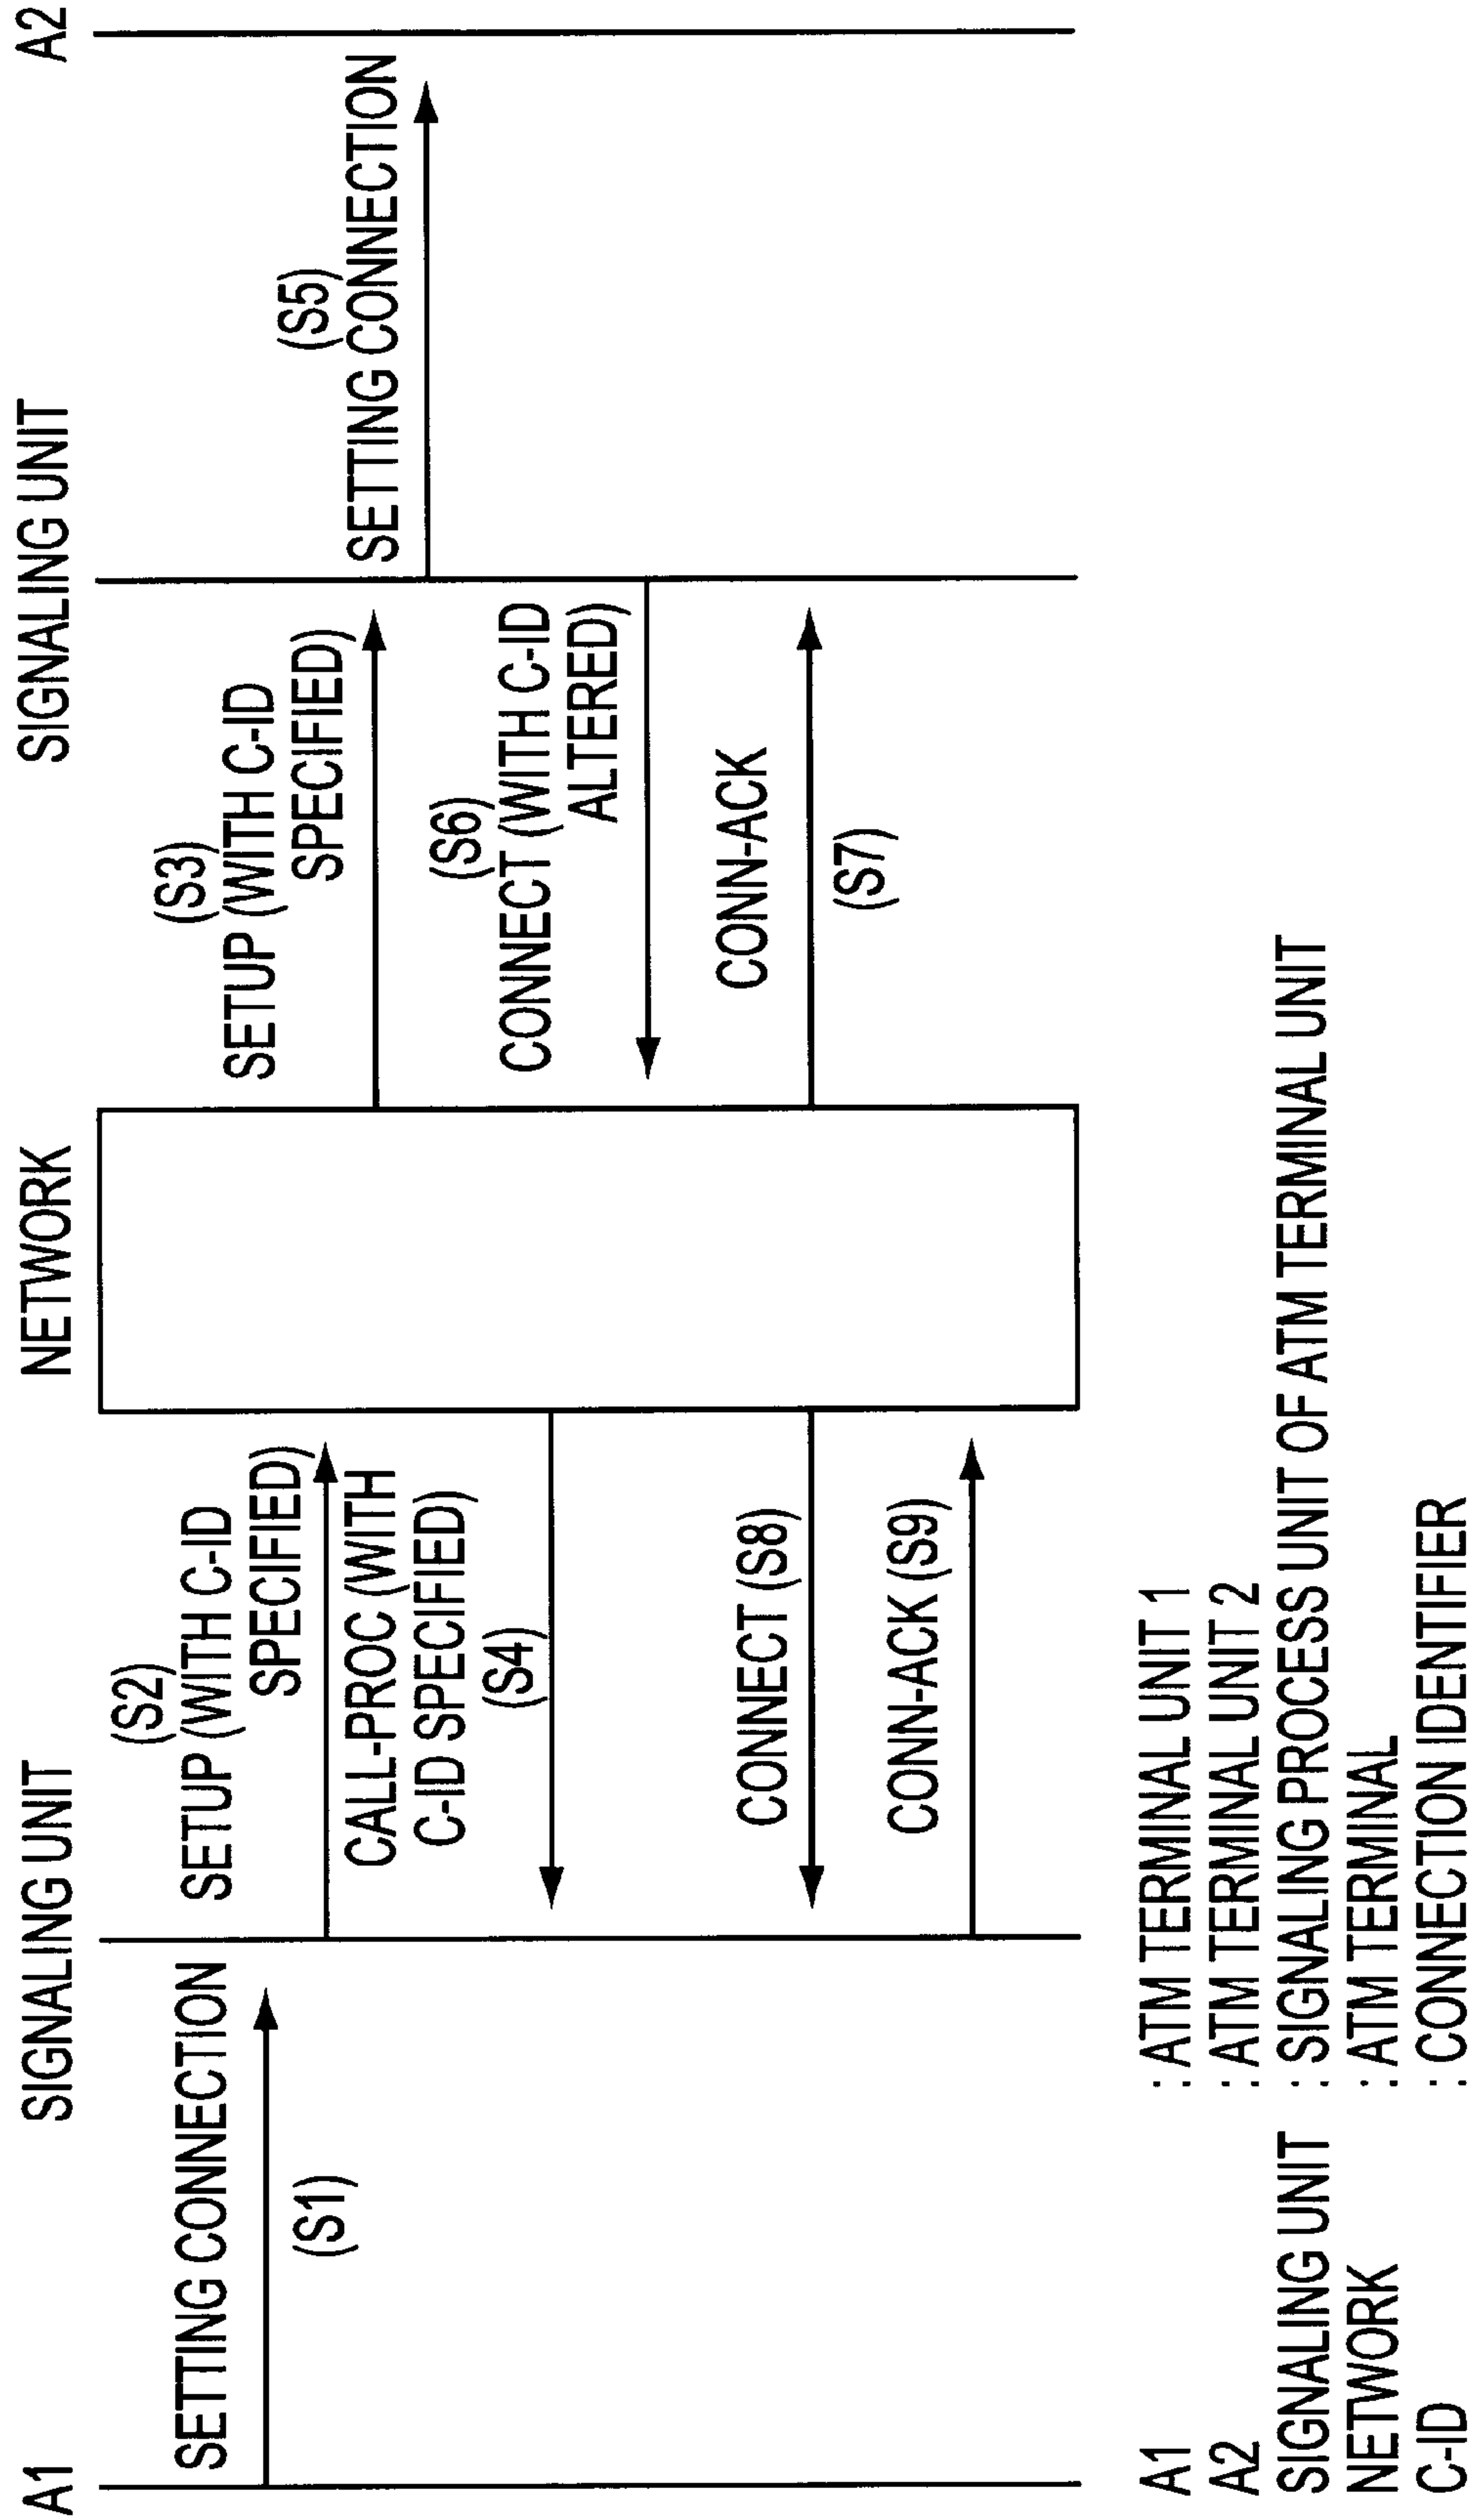 A1
SIGNALING UNIT
NETWORK
SIGNALING UNIT
A2
SETTING CONNECTION
(S1)
(S2)
SETUP (WITH C-ID
SPECIFIED)
CALL-PROC (WITH
C-ID SPECIFIED)
(S4)
CONNECT (S8)
CONN-ACK (S9)
(S3)
SETUP (WITH C-ID
SPECIFIED)
(S6)
CONNECT (WITH C-ID
ALTERED)
CONN-ACK
(S7)
(S5)
SETTING CONNECTION
A1 : ATM TERMINAL UNIT 1
A2 : ATM TERMINAL UNIT 2
SIGNALING UNIT : SIGNALING PROCESS UNIT OF ATM TERMINAL UNIT
NETWORK : ATM TERMINAL
C-ID : CONNECTION IDENTIFIER